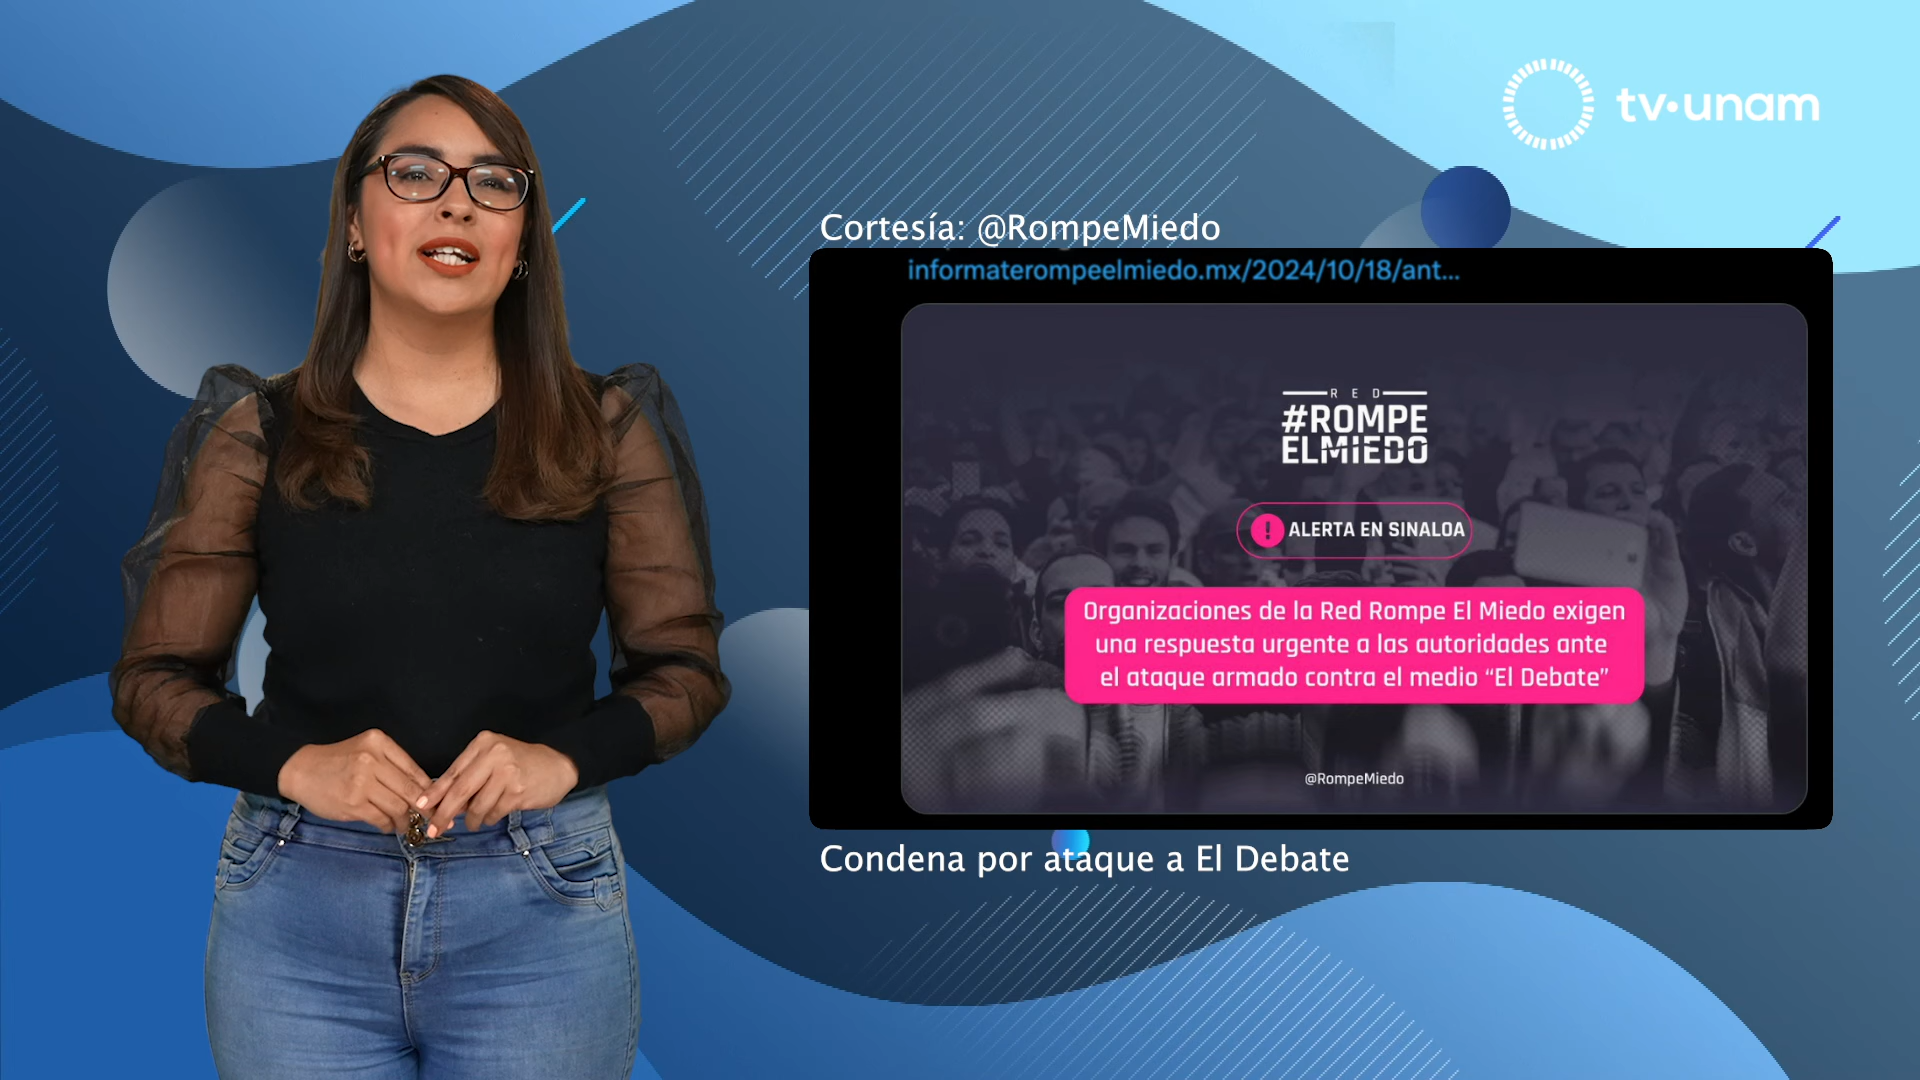 tv·unam
Cortesía: @RompeMiedo
informaterompeelmiedo.mx/2024/10/18/ant...
RED
#ROMPE
ELMIEDO
! ALERTA EN SINALOA
Organizaciones de la Red Rompe El Miedo exigen
una respuesta urgente a las autoridades ante
el ataque armado contra el medio “El Debate”
@RompeMiedo
Condena por ataque a El Debate